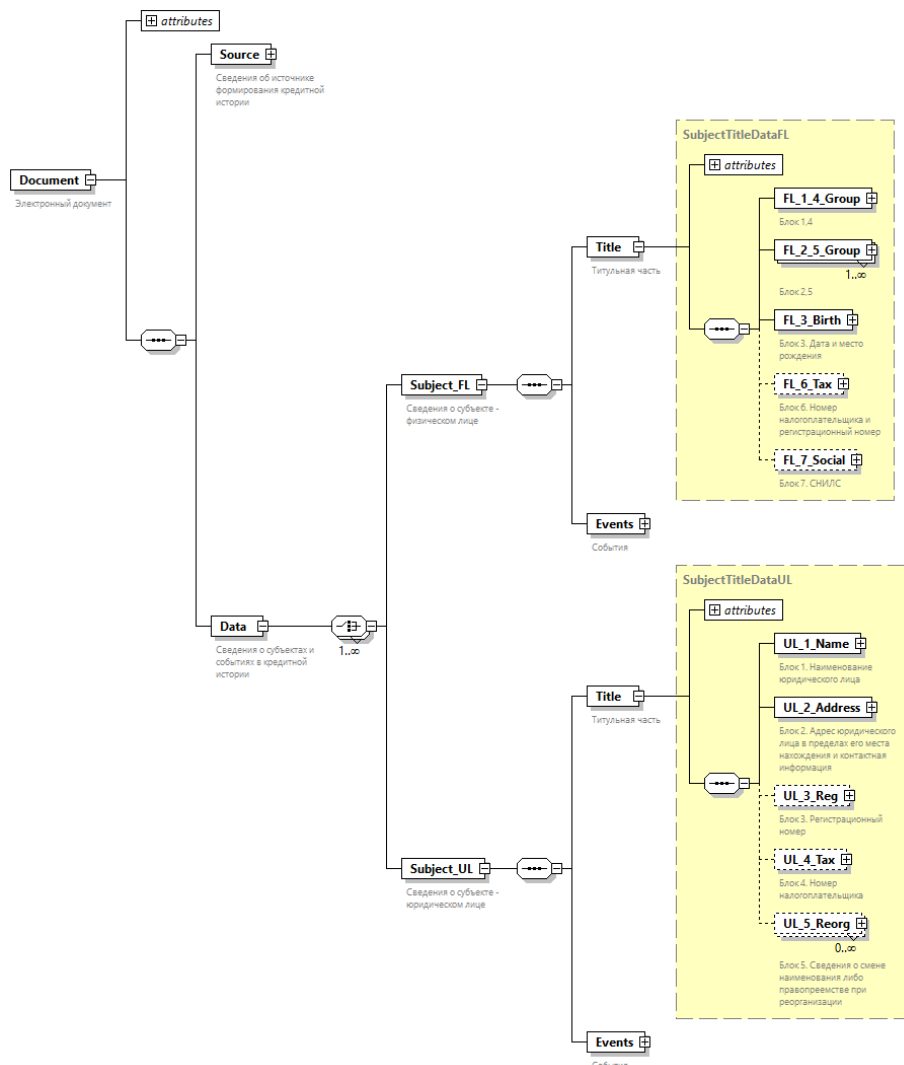 attributes
Source
Сведения об источнике
формирования кредитной
истории
Document
Электронный документ
SubjectTitleDataFL
attributes
FL_1_4_Group
Блок 1,4
Title
Титульная часть
FL_2_5_Group
1..∞
Блок 2,5
FL_3_Birth
Блок 3. Дата и место
рождения
Subject_FL
Сведения о субъекте -
физическом лице
FL_6_Tax
Блок 6. Номер
налогоплательщика и
регистрационный номер
FL_7_Social
Блок 7. СНИЛС
Events
События
SubjectTitleDataUL
attributes
Data
Сведения о субъектах и
событиях в кредитной
истории
1..∞
UL_1_Name
Блок 1. Наименование
юридического лица
Title
Титульная часть
UL_2_Address
Блок 2. Адрес юридического
лица в пределах его места
нахождения и контактная
информация
UL_3_Reg
Блок 3. Регистрационный
номер
Subject_UL
Сведения о субъекте -
юридическом лице
UL_4_Tax
Блок 4. Номер
налогоплательщика
UL_5_Reorg
0..∞
Блок 5. Сведения о смене
наименования либо
правопреемстве при
реорганизации
Events
События